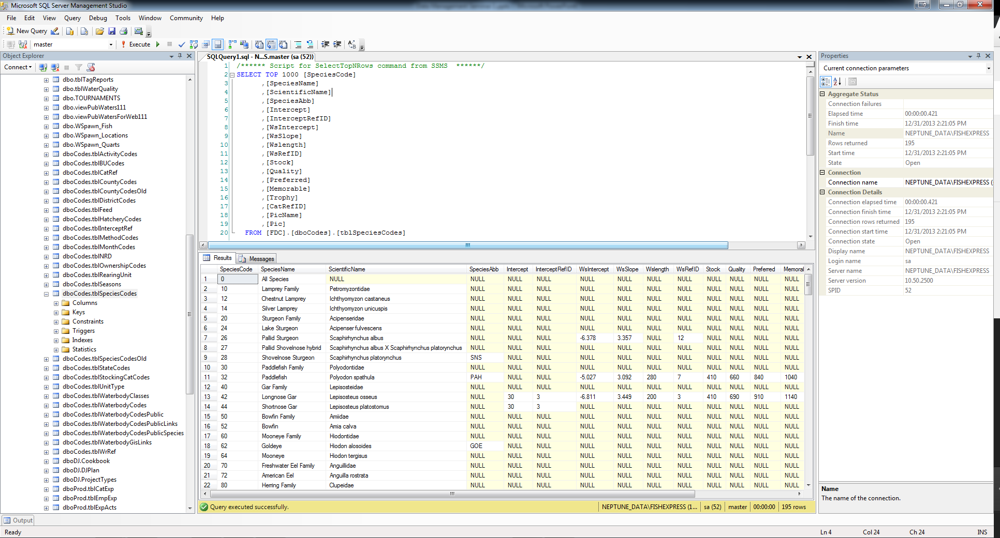 Microsoft SQL Server Management Studio
File Edit View Query Debug Tools Window Community Help
New Query
master Execute
Object Explorer
Connect
dbo.tblTagReports
dbo.tblWaterQuality
dbo.TOURNAMENTS
dbo.viewPubWaters111
dbo.viewPubWatersForWeb111
dbo.WSpawn_Fish
dbo.WSpawn_Locations
dbo.WSpawn_Quarts
dboCodes.tblActivityCodes
dboCodes.tblBUCodes
dboCodes.tblCatRef
dboCodes.tblCountyCodes
dboCodes.tblCountyCodesOld
dboCodes.tblDistrictCodes
dboCodes.tblFeed
dboCodes.tblHatcheryCodes
dboCodes.tblInterceptRef
dboCodes.tblMethodCodes
dboCodes.tblMonthCodes
dboCodes.tblNRD
dboCodes.tblOwnershipCodes
dboCodes.tblRearingUnit
dboCodes.tblSeasons
dboCodes.tblSpeciesCodes
Columns
Keys
Constraints
Triggers
Indexes
Statistics
dboCodes.tblSpeciesCodesOld
dboCodes.tblStateCodes
dboCodes.tblStockingCatCodes
dboCodes.tblUnitType
dboCodes.tblWaterbodyClasses
dboCodes.tblWaterbodyCodes
dboCodes.tblWaterbodyCodesPublic
dboCodes.tblWaterbodyCodesPublicLinks
dboCodes.tblWaterbodyCodesPublicSpecies
dboCodes.tblWaterbodyGisLinks
dboCodes.tblWrRef
dboDJ.Cookbook
dboDJ.DJPlan
dboDJ.ProjectTypes
dboProd.tblCatExp
dboProd.tblEmpExp
dboProd.tblExpActs
SQLQuery1.sql - N...S.master (sa (52))
1 /****** Script for SelectTopNRows command from SSMS ******/
2 SELECT TOP 1000 [SpeciesCode]
3 ,[SpeciesName]
4 ,[ScientificName]
5 ,[SpeciesAbb]
6 ,[Intercept]
7 ,[InterceptRefID]
8 ,[WsIntercept]
9 ,[WsSlope]
10 ,[Wslength]
11 ,[WsRefID]
12 ,[Stock]
13 ,[Quality]
14 ,[Preferred]
15 ,[Memorable]
16 ,[Trophy]
17 ,[CatRefID]
18 ,[PicName]
19 ,[Pic]
20 FROM [FDC].[dboCodes].[tblSpeciesCodes]
Results Messages
SpeciesCode SpeciesName ScientificName SpeciesAbb Intercept InterceptRefID WsIntercept WsSlope Wslength WsRefID Stock Quality Preferred Memoral
1 0 All Species NULL NULL NULL NULL NULL NULL NULL NULL NULL NULL NULL NULL
2 10 Lamprey Family Petromyzontidae NULL NULL NULL NULL NULL NULL NULL NULL NULL NULL NULL
3 12 Chestnut Lamprey Ichthyomyzon castaneus NULL NULL NULL NULL NULL NULL NULL NULL NULL NULL NULL
4 14 Silver Lamprey Ichthyomyzon unicuspis NULL NULL NULL NULL NULL NULL NULL NULL NULL NULL NULL
5 20 Sturgeon Family Acipenseridae NULL NULL NULL NULL NULL NULL NULL NULL NULL NULL NULL
6 24 Lake Sturgeon Acipenser fulvescens NULL NULL NULL NULL NULL NULL NULL NULL NULL NULL NULL
7 26 Pallid Sturgeon Scaphirhynchus albus NULL NULL NULL -6.378 3.357 NULL 12 NULL NULL NULL NULL
8 27 Pallid Shovelnose hybrid Scaphirhynchus albus X Scaphirhynchus platorynchus NULL NULL NULL NULL NULL NULL NULL NULL NULL NULL NULL
9 28 Shovelnose Sturgeon Scaphirhynchus platorynchus SNS NULL NULL NULL NULL NULL NULL NULL NULL NULL NULL
10 30 Paddlefish Family Polyodontidae NULL NULL NULL NULL NULL NULL NULL NULL NULL NULL NULL
11 32 Paddlefish Polyodon spathula PAH NULL NULL -5.027 3.092 280 7 410 660 840 1040
12 40 Gar Family Lepisosteidae NULL NULL NULL NULL NULL NULL NULL NULL NULL NULL NULL
13 42 Longnose Gar Lepisosteus osseus NULL 30 3 -6.811 3.449 200 3 410 690 910 1140
14 44 Shortnose Gar Lepisosteus platostomus NULL 30 3 NULL NULL NULL NULL NULL NULL NULL NULL
15 50 Bowfin Family Amiidae NULL NULL NULL NULL NULL NULL NULL NULL NULL NULL NULL
16 52 Bowfin Amia calva NULL NULL NULL NULL NULL NULL NULL NULL NULL NULL NULL
17 60 Mooneye Family Hiodontidae NULL NULL NULL NULL NULL NULL NULL NULL NULL NULL NULL
18 62 Goldeye Hiodon alosoides GOE NULL NULL NULL NULL NULL NULL NULL NULL NULL NULL
19 64 Mooneye Hiodon tergisus NULL NULL NULL NULL NULL NULL NULL NULL NULL NULL NULL
20 70 Freshwater Eel Family Anguillidae NULL NULL NULL NULL NULL NULL NULL NULL NULL NULL NULL
21 72 American Eel Anguilla rostrata NULL NULL NULL NULL NULL NULL NULL NULL NULL NULL NULL
22 80 Herring Family Clupeidae NULL NULL NULL NULL NULL NULL NULL NULL NULL NULL NULL
Query executed successfully. NEPTUNE_DATA\FISHEXPRESS (1... sa (52) master 00:00:00 195 rows
Properties
Current connection parameters
Aggregate Status
Connection failures
Elapsed time 00:00:00.421
Finish time 12/31/2013 2:21:05 PM
Name NEPTUNE_DATA\FISHEXPRESS
Rows returned 195
Start time 12/31/2013 2:21:05 PM
State Open
Connection
Connection name NEPTUNE_DATA\FISHEXPRESS (
Connection Details
Connection elapsed time 00:00:00.421
Connection finish time 12/31/2013 2:21:05 PM
Connection rows returned 195
Connection start time 12/31/2013 2:21:05 PM
Connection state Open
Display name NEPTUNE_DATA\FISHEXPRESS
Login name sa
Server name NEPTUNE_DATA\FISHEXPRESS
Server version 10.50.2500
SPID 52
Name
The name of the connection.
Output
Ready Ln 4 Col 24 Ch 24 INS